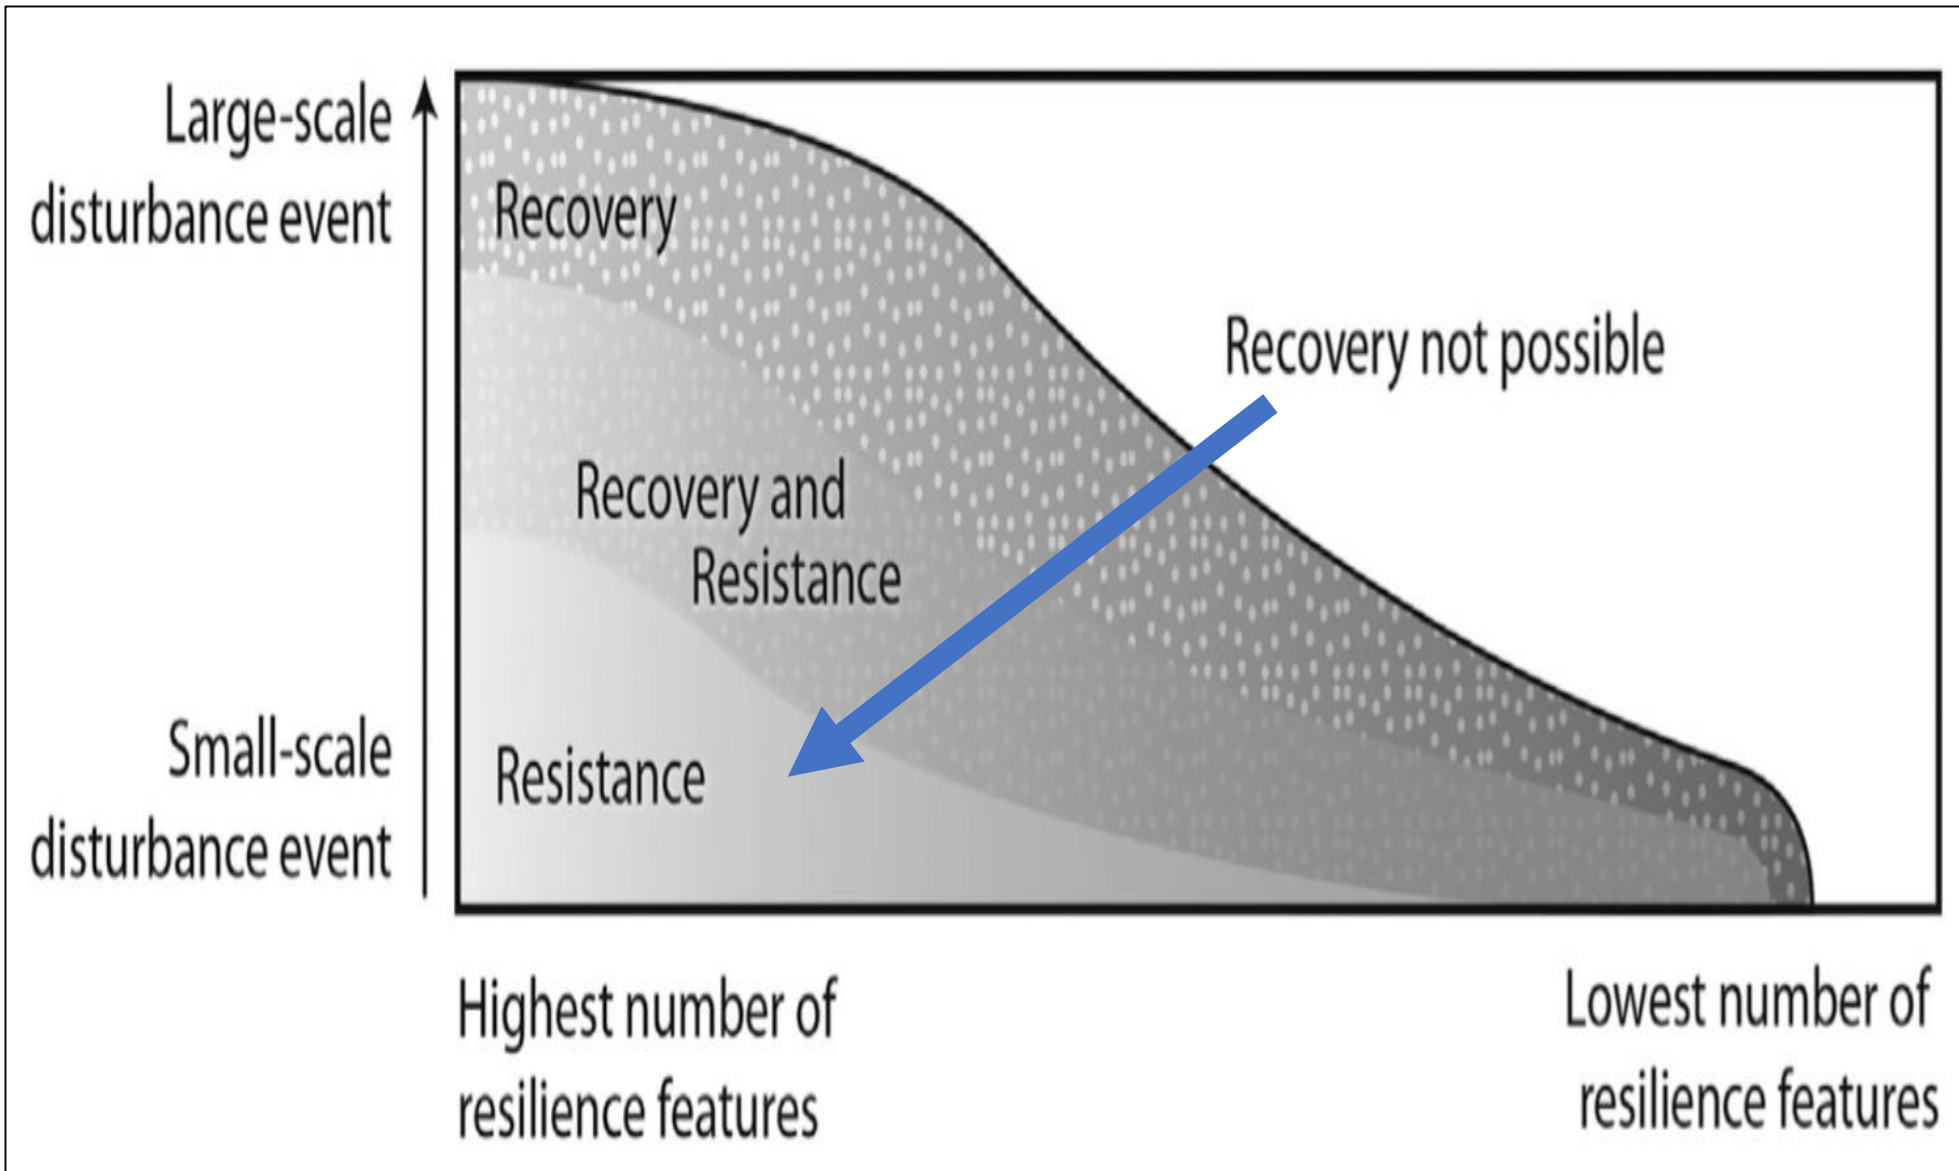 Large-scale
disturbance event
Recovery
Recovery not possible
Recovery and
Resistance
Small-scale
disturbance event
Resistance
Highest number of
resilience features
Lowest number of
resilience features